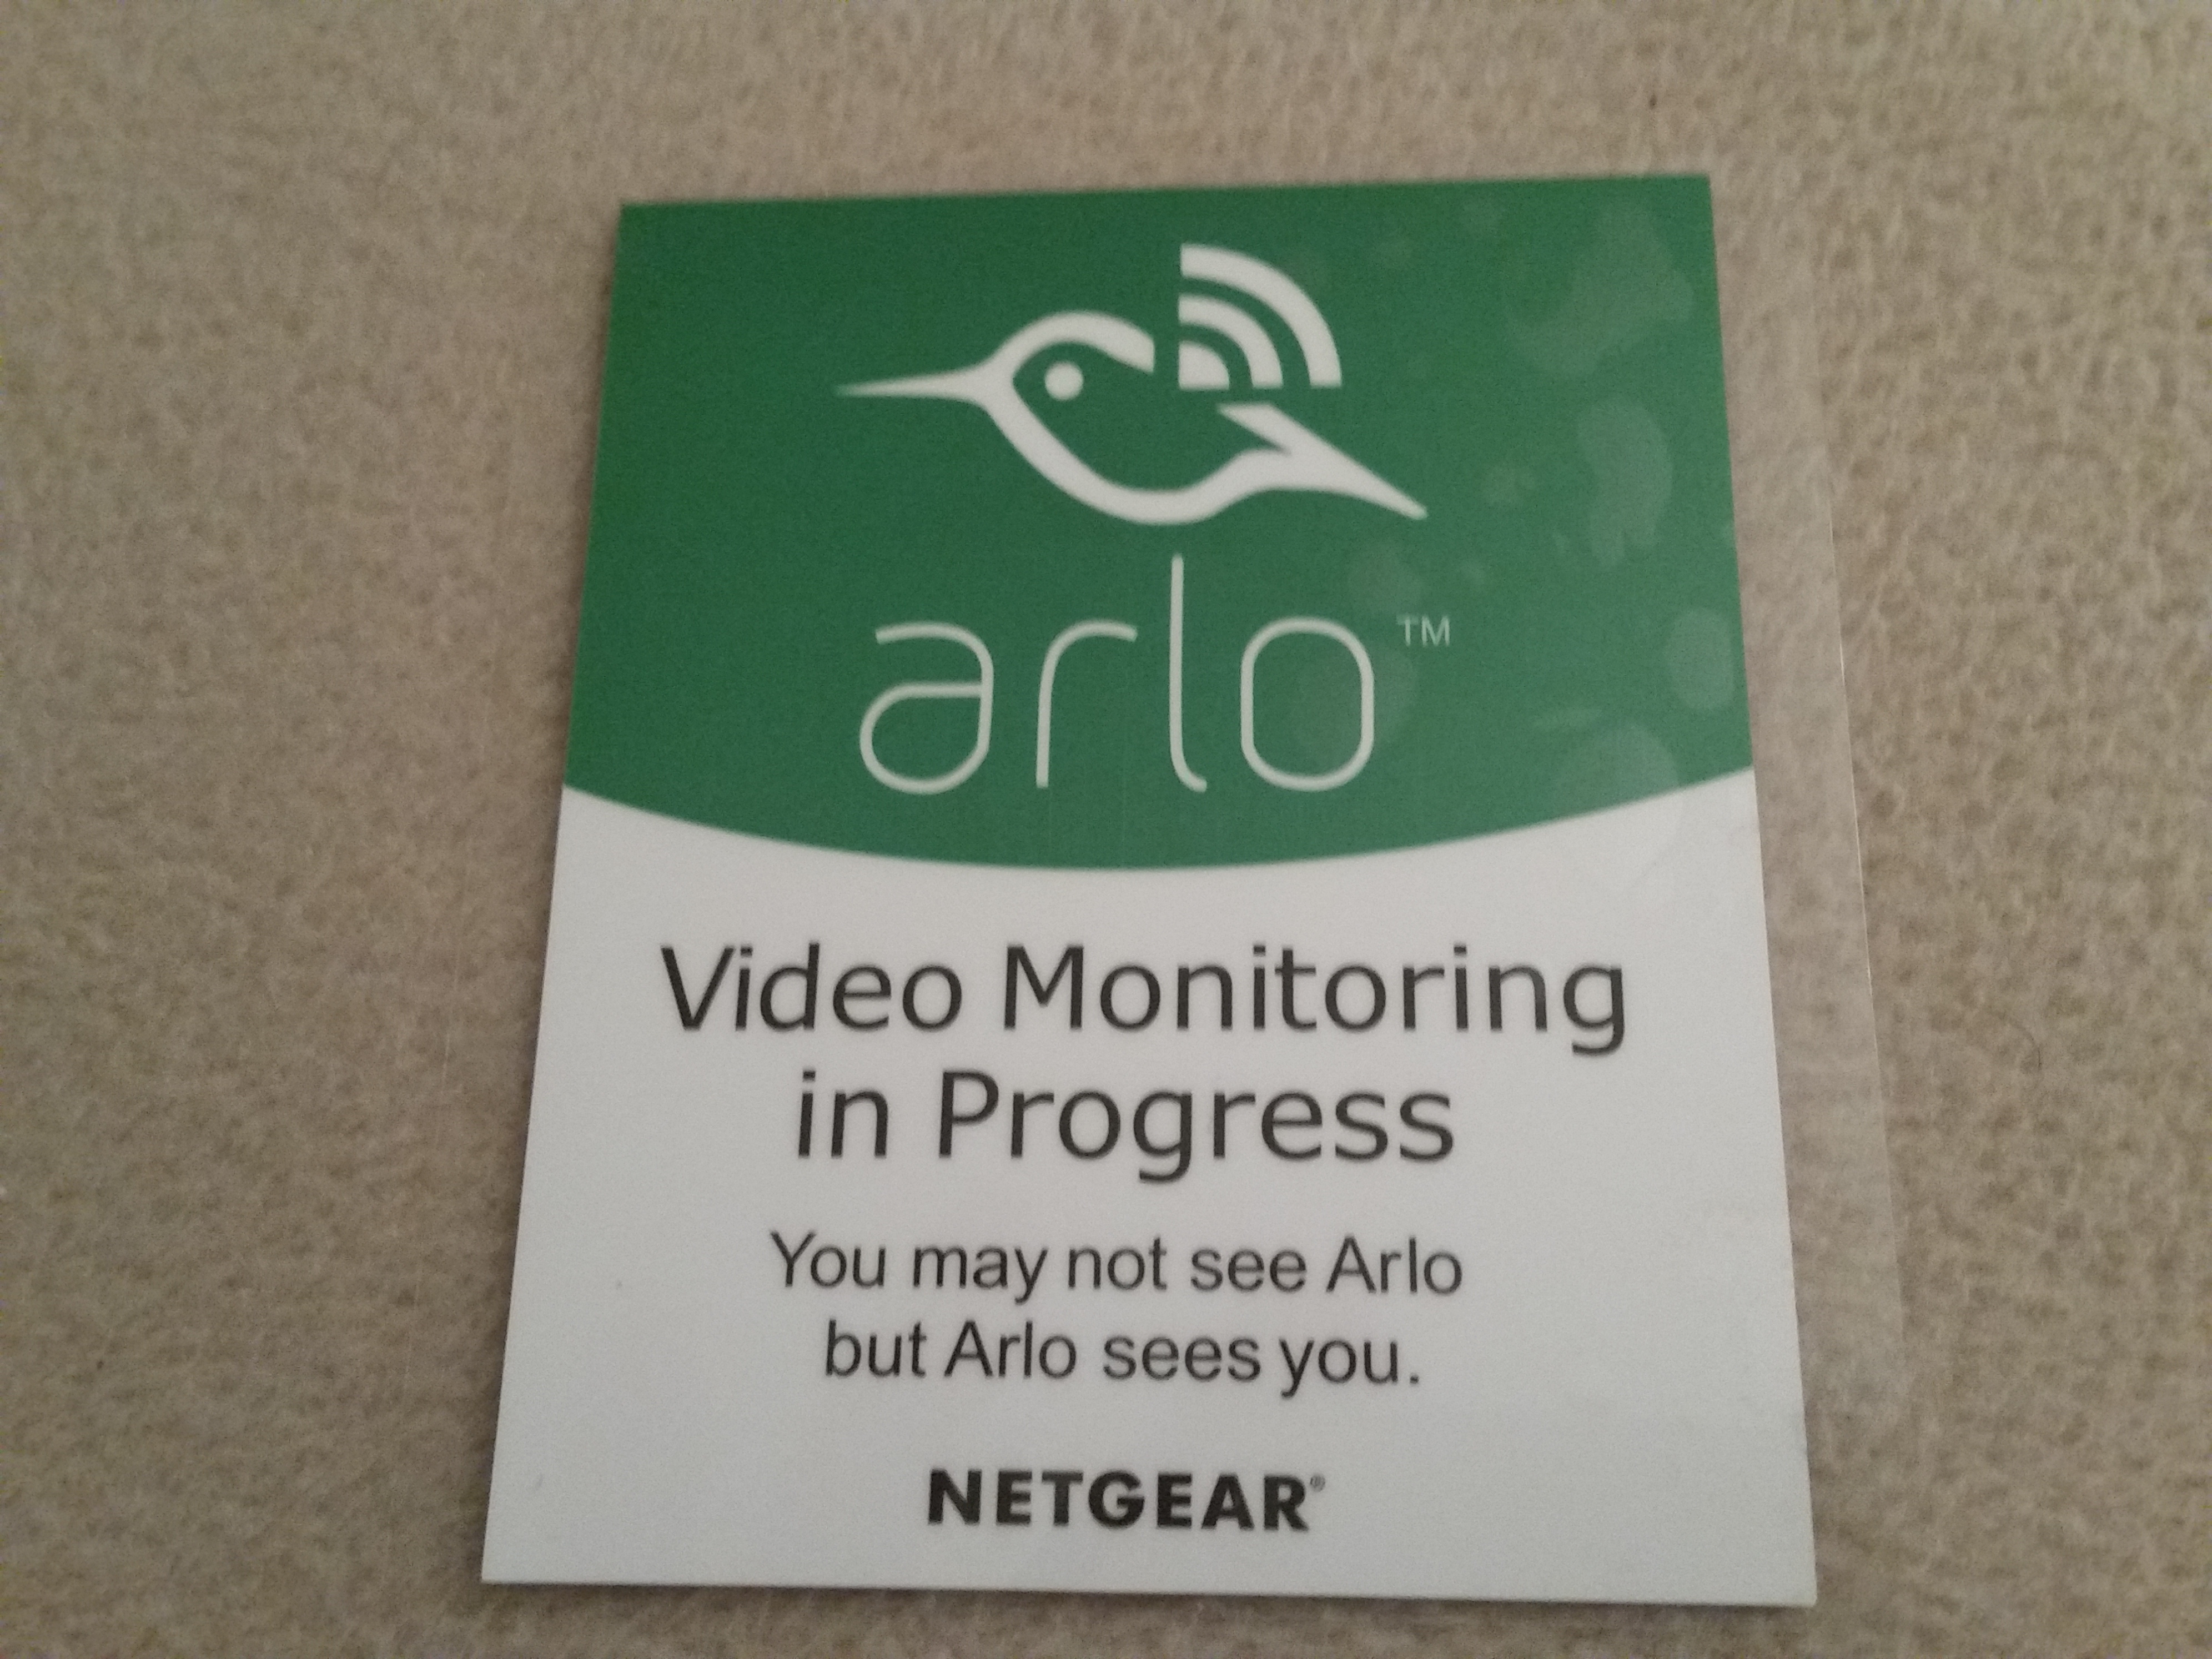 arlo™
Video Monitoring
in Progress
You may not see Arlo
but Arlo sees you.
NETGEAR®